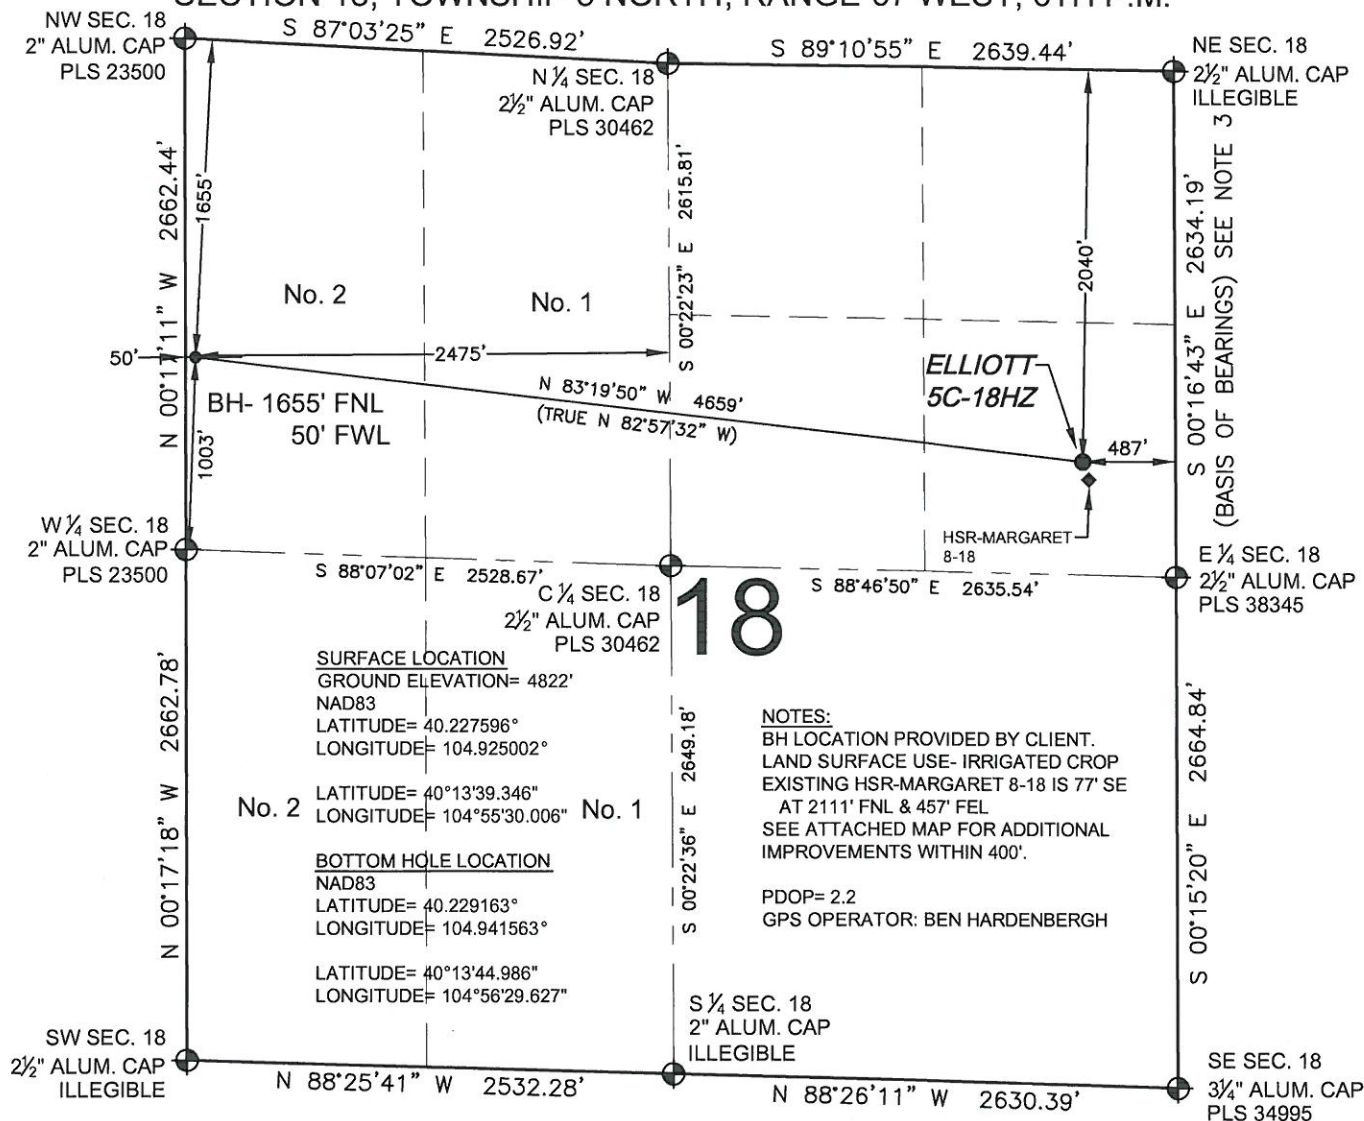 NW SEC. 18
2" ALUM. CAP
PLS 23500
S 87°03'25" E 2526.92'
N ¼ SEC. 18
2½" ALUM. CAP
PLS 30462
S 89°10'55" E 2639.44'
NE SEC. 18
2½" ALUM. CAP
ILLEGIBLE
N 00°17'11" W 2662.44'
1655'
S 00°22'23" E 2615.81'
2040'
S 00°16'43" E 2634.19'
(BASIS OF BEARINGS) SEE NOTE 3
No. 2
No. 1
50'
2475'
BH- 1655' FNL
50' FWL
1003'
N 83°19'50" W 4659'
(TRUE N 82°57'32" W)
ELLIOTT
5C-18HZ
487'
HSR-MARGARET
8-18
W ¼ SEC. 18
2" ALUM. CAP
PLS 23500
S 88°07'02" E 2528.67'
C ¼ SEC. 18
2½" ALUM. CAP
PLS 30462
18
S 88°46'50" E 2635.54'
E ¼ SEC. 18
2½" ALUM. CAP
PLS 38345
N 00°17'18" W 2662.78'
SURFACE LOCATION
GROUND ELEVATION= 4822'
NAD83
LATITUDE= 40.227596°
LONGITUDE= 104.925002°
LATITUDE= 40°13'39.346"
LONGITUDE= 104°55'30.006"
No. 2
No. 1
BOTTOM HOLE LOCATION
NAD83
LATITUDE= 40.229163°
LONGITUDE= 104.941563°
LATITUDE= 40°13'44.986"
LONGITUDE= 104°56'29.627"
S 00°22'36" E 2649.18'
NOTES:
BH LOCATION PROVIDED BY CLIENT.
LAND SURFACE USE- IRRIGATED CROP
EXISTING HSR-MARGARET 8-18 IS 77' SE
AT 2111' FNL & 457' FEL
SEE ATTACHED MAP FOR ADDITIONAL
IMPROVEMENTS WITHIN 400'.
PDOP= 2.2
GPS OPERATOR: BEN HARDENBERGH
S 00°15'20" E 2664.84'
SW SEC. 18
2½" ALUM. CAP
ILLEGIBLE
N 88°25'41" W 2532.28'
S ¼ SEC. 18
2" ALUM. CAP
ILLEGIBLE
N 88°26'11" W 2630.39'
SE SEC. 18
3¼" ALUM. CAP
PLS 34995